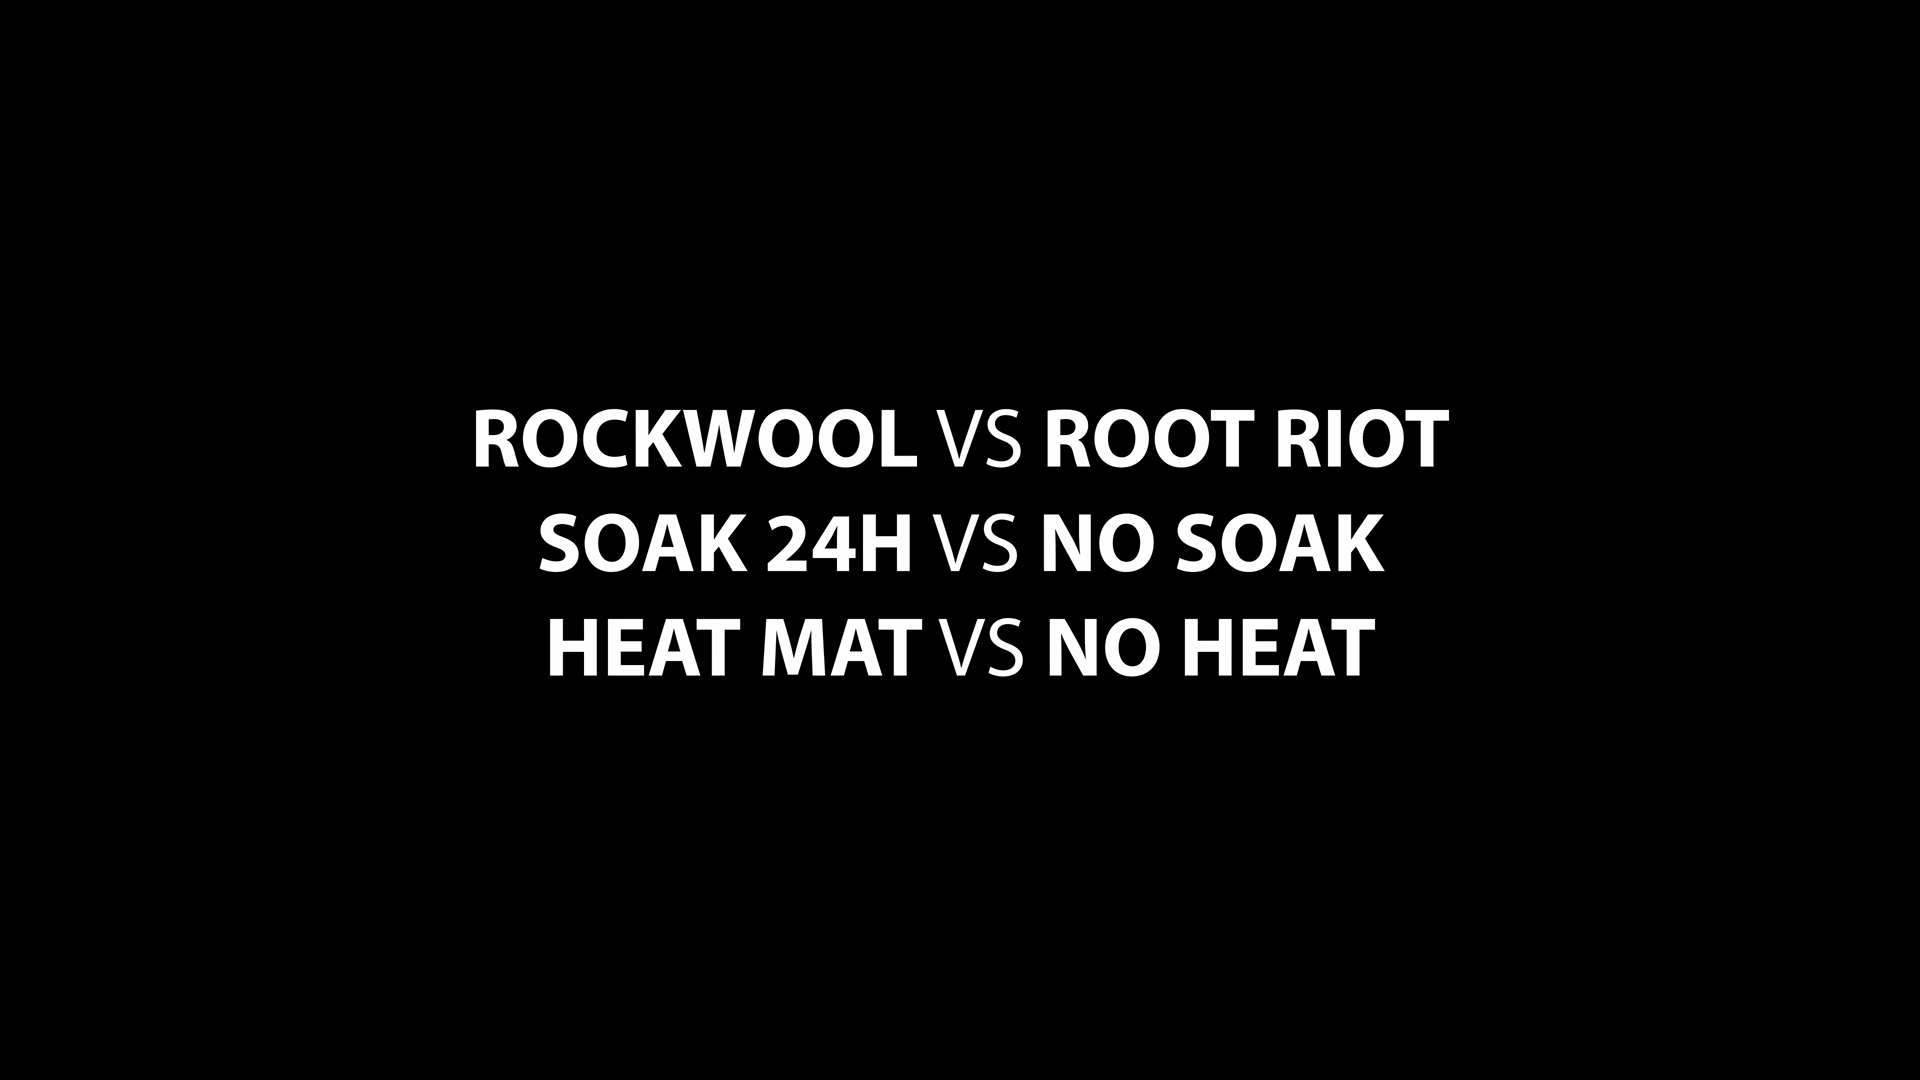 ROCKWOOL VS ROOT RIOT
SOAK 24H VS NO SOAK
HEAT MAT VS NO HEAT